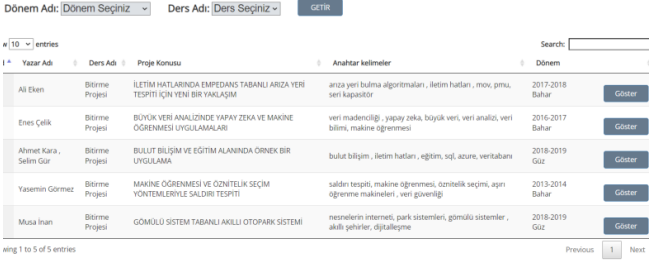 Dönem Adı: Dönem Seçiniz Ders Adı: Ders Seçiniz GETİR
w 10 entries Search:
Yazar Adı Ders Adı Proje Konusu Anahtar kelimeler Dönem
Ali Eken Bitirme Projesi İLETİM HATLARINDA EMPEDANS TABANLI ARIZA YERİ TESPİTİ İÇİN YENİ BİR YAKLAŞIM arıza yeri bulma algoritmaları , iletim hatları , mov, pmu, seri kapasitör 2017-2018 Bahar Göster
Enes Çelik Bitirme Projesi BÜYÜK VERİ ANALİZİNDE YAPAY ZEKA VE MAKİNE ÖĞRENMESİ UYGULAMALARI veri madenciliği , yapay zeka, büyük veri, veri analizi, veri bilimi, makine öğrenmesi 2016-2017 Bahar Göster
Ahmet Kara , Selim Gür Bitirme Projesi BULUT BİLİŞİM VE EĞİTİM ALANINDA ÖRNEK BİR UYGULAMA bulut bilişim , iletim hatları , eğitim, sql, azure, veritabanı 2018-2019 Güz Göster
Yasemin Görmez Bitirme Projesi MAKİNE ÖĞRENMESİ VE ÖZNİTELİK SEÇİM YÖNTEMLERİYLE SALDIRI TESPİTİ saldırı tespiti, makine öğrenmesi, öznitelik seçimi, aşırı öğrenme makineleri , veri güvenliği 2013-2014 Bahar Göster
Musa İnan Bitirme Projesi GÖMÜLÜ SİSTEM TABANLI AKILLI OTOPARK SİSTEMİ nesnelerin interneti, park sistemleri, gömülü sistemler , akıllı şehirler, dijitalleşme 2018-2019 Güz Göster
wing 1 to 5 of 5 entries Previous 1 Next